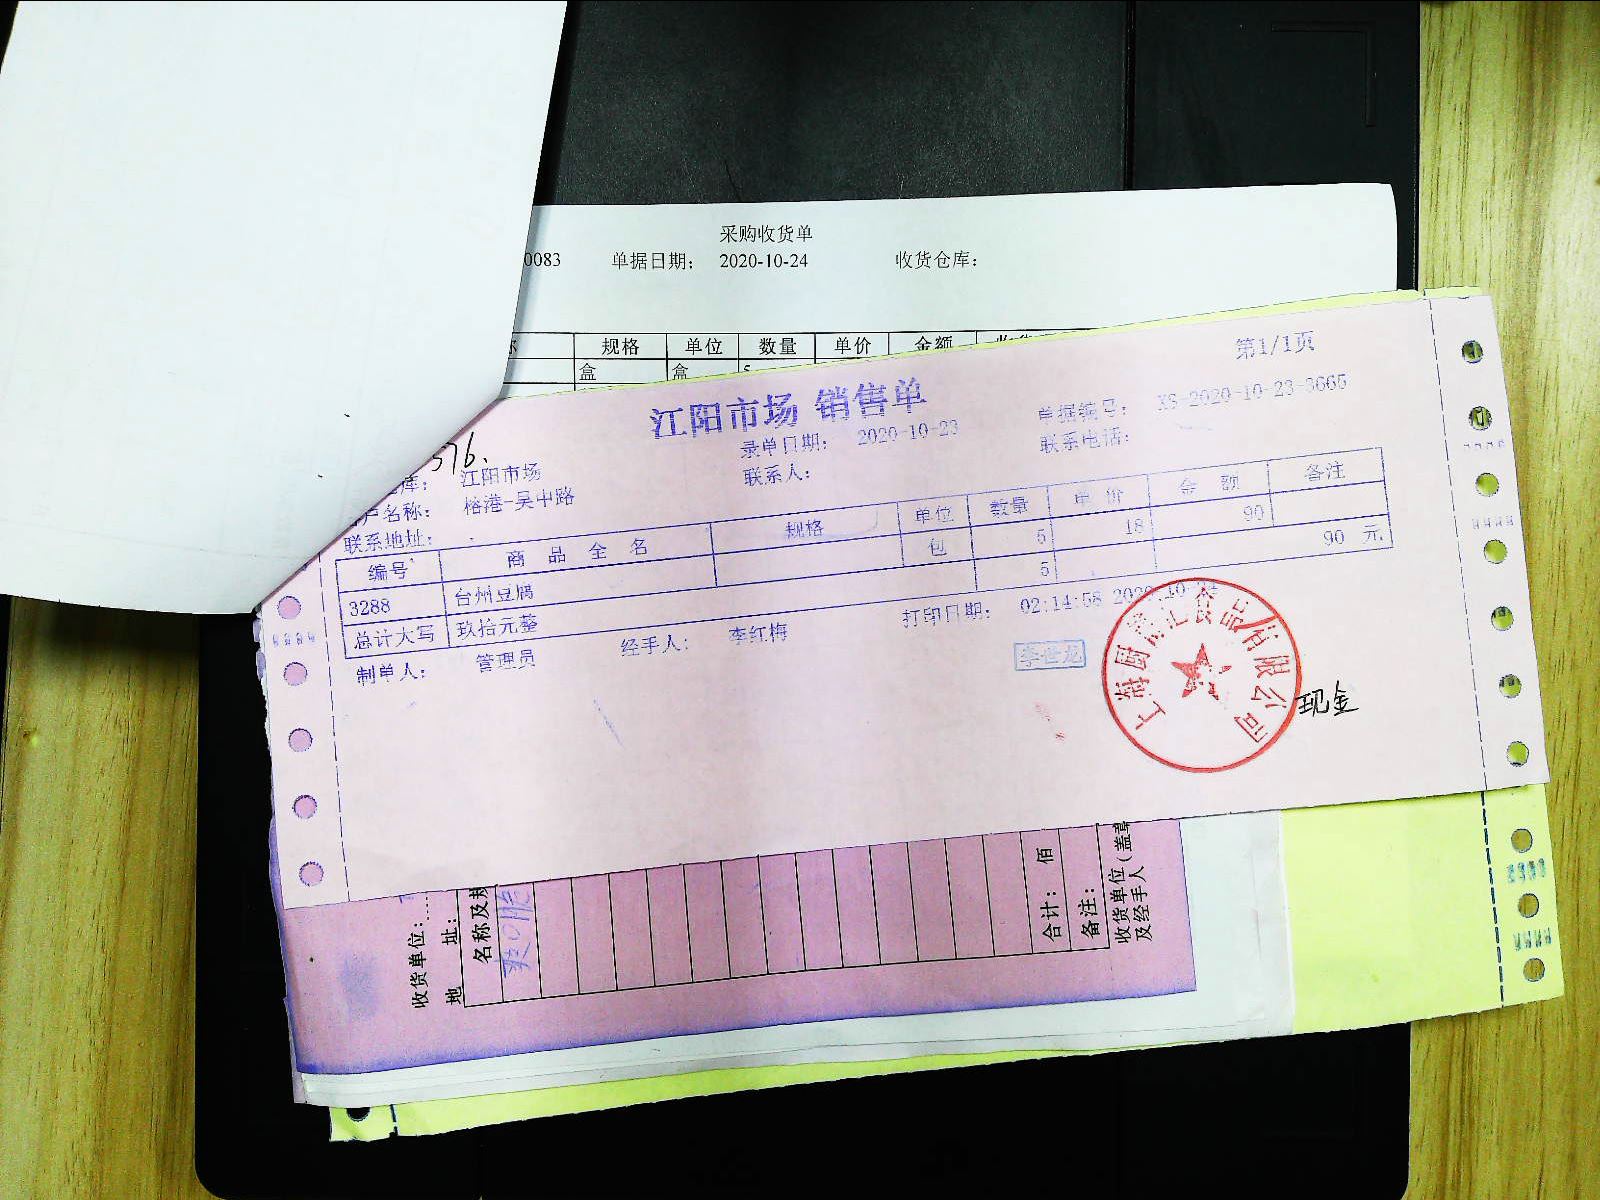 采购收货单
0083 单据日期： 2020-10-24 收货仓库：
规格 单位 数量 单价 金额
盒 盒 5
第1/1页
江阳市场 销售单
576.
录单日期： 2020-10-23 单据编号： XS-2020-10-23-3665
库： 江阳市场 联系人： 联系电话：
户名称： 榕港-吴中路
联系地址：
编号 商品全名 规格 单位 数量 单价 金额 备注
3288 台州豆腐 包 5 18 90
总计大写 玖拾元整 5 90 元
制单人： 管理员 经手人： 李红梅 打印日期： 02:14:58
李世龙
现金
收货单位：
地 址：
名称及规
合计： 佰
备注：
收货单位（盖章
及经手人